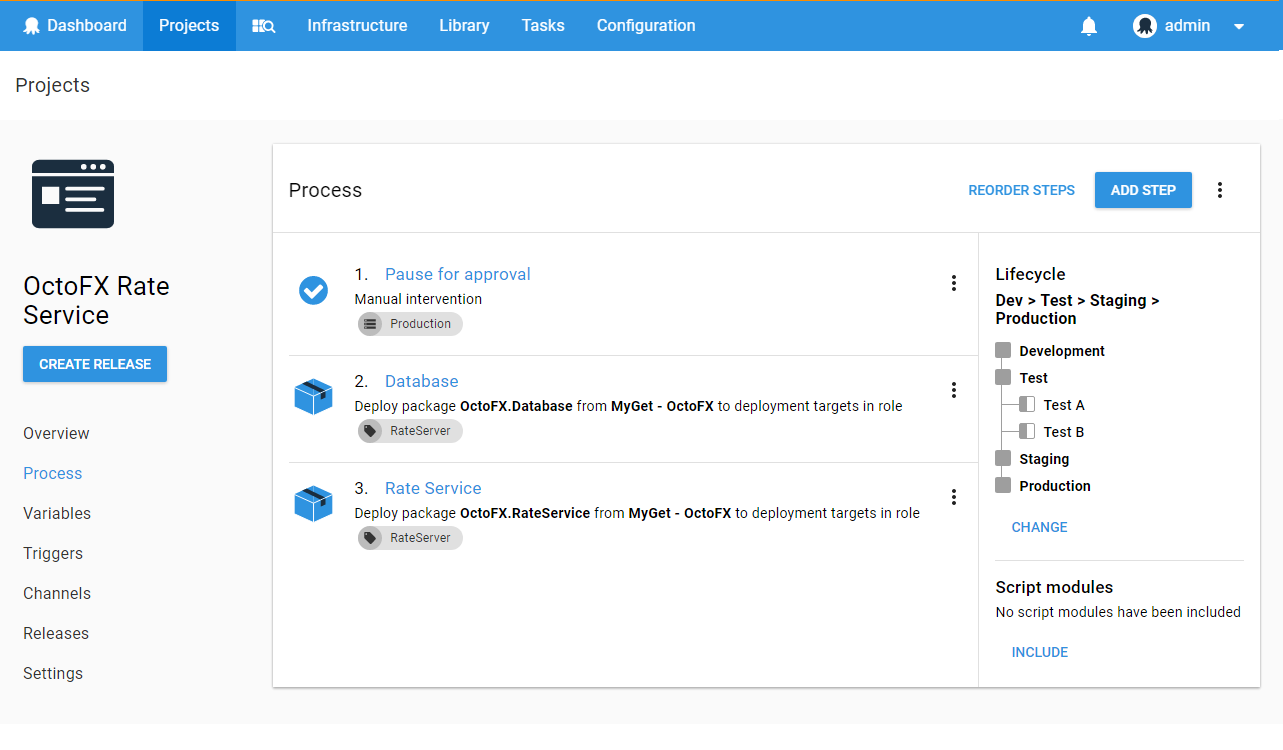 Dashboard Projects Infrastructure Library Tasks Configuration admin
Projects
OctoFX Rate
Service
CREATE RELEASE
Overview
Process
Variables
Triggers
Channels
Releases
Settings
Process REORDER STEPS ADD STEP
1. Pause for approval
Manual intervention
Production
2. Database
Deploy package OctoFX.Database from MyGet - OctoFX to deployment targets in role
RateServer
3. Rate Service
Deploy package OctoFX.RateService from MyGet - OctoFX to deployment targets in role
RateServer
Lifecycle
Dev > Test > Staging >
Production
Development
Test
Test A
Test B
Staging
Production
CHANGE
Script modules
No script modules have been included
INCLUDE